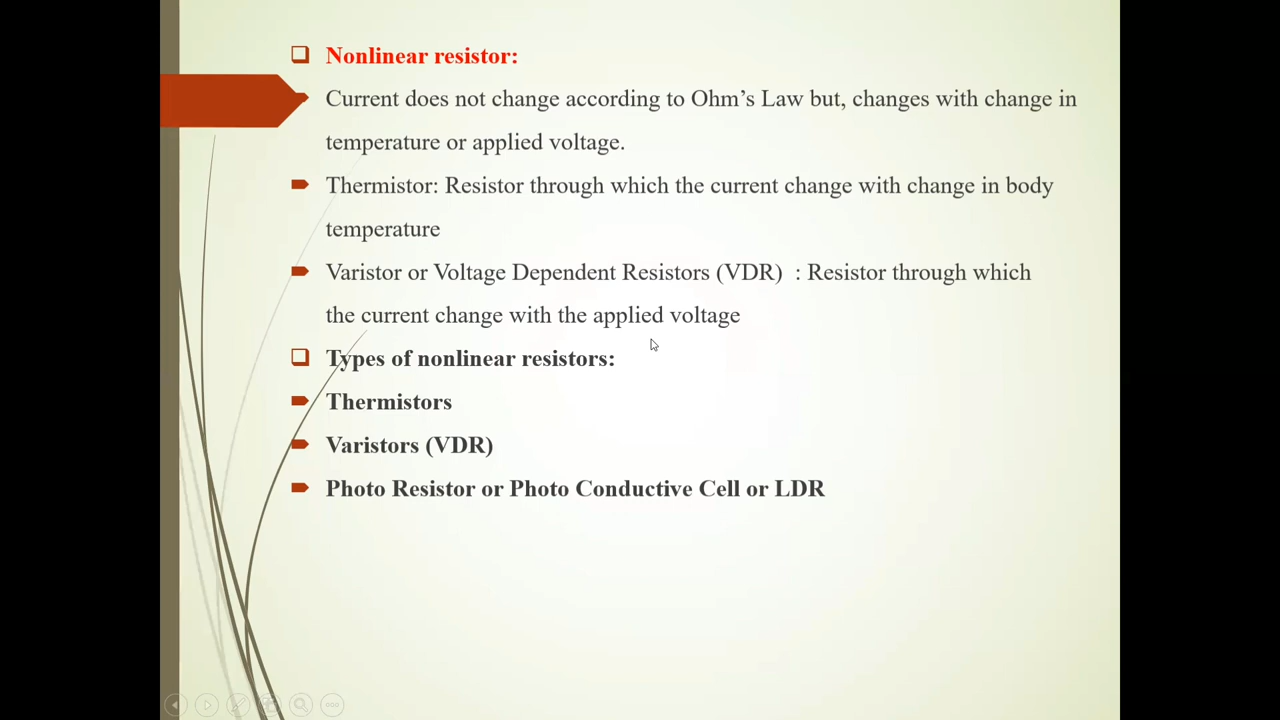 Nonlinear resistor:
Current does not change according to Ohm’s Law but, changes with change in
temperature or applied voltage.
Thermistor: Resistor through which the current change with change in body
temperature
Varistor or Voltage Dependent Resistors (VDR)  : Resistor through which
the current change with the applied voltage
Types of nonlinear resistors:
Thermistors
Varistors (VDR)
Photo Resistor or Photo Conductive Cell or LDR